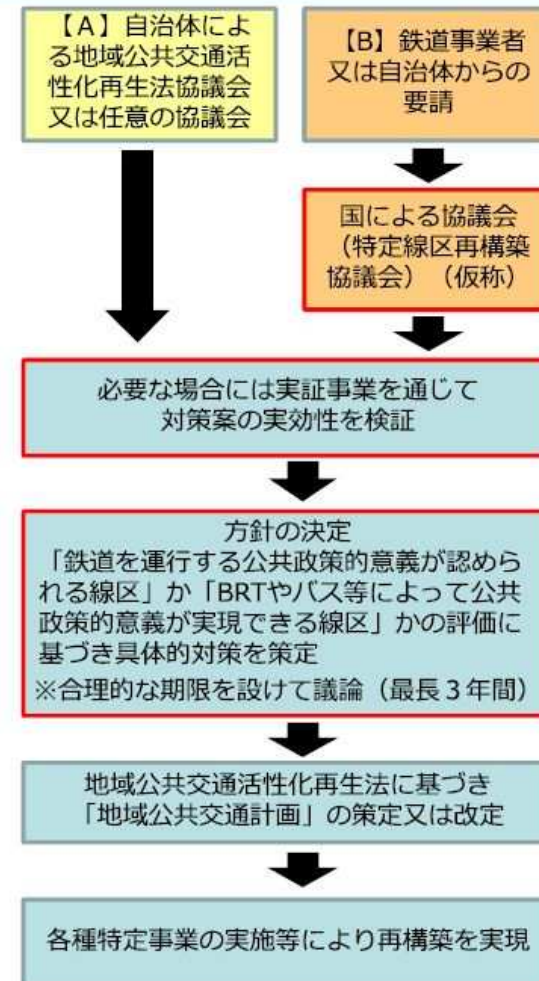 【A】自治体によ
る地域公共交通活
性化再生法協議会
又は任意の協議会
【B】鉄道事業者
又は自治体からの
要請
国による協議会
（特定線区再構築
協議会）（仮称）
必要な場合には実証事業を通じて
対策案の実効性を検証
方針の決定
「鉄道を運行する公共政策的意義が認めら
れる線区」か「BRTやバス等によって公共
政策的意義が実現できる線区」かの評価に
基づき具体的対策を策定
※合理的な期限を設けて議論（最長３年間）
地域公共交通活性化再生法に基づき
「地域公共交通計画」の策定又は改定
各種特定事業の実施等により再構築を実現